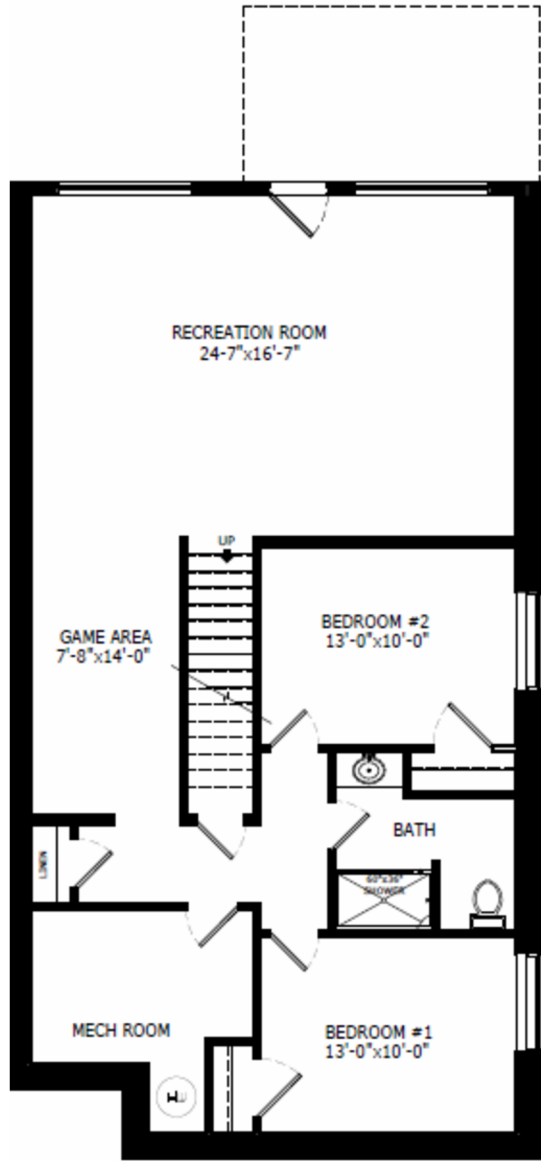 RECREATION ROOM
24-7"x16'-7"
UP
GAME AREA
7'-8"x14'-0"
BEDROOM #2
13'-0"x10'-0"
BATH
LINEN
60"x36"
SHOWER
MECH ROOM
BEDROOM #1
13'-0"x10'-0"